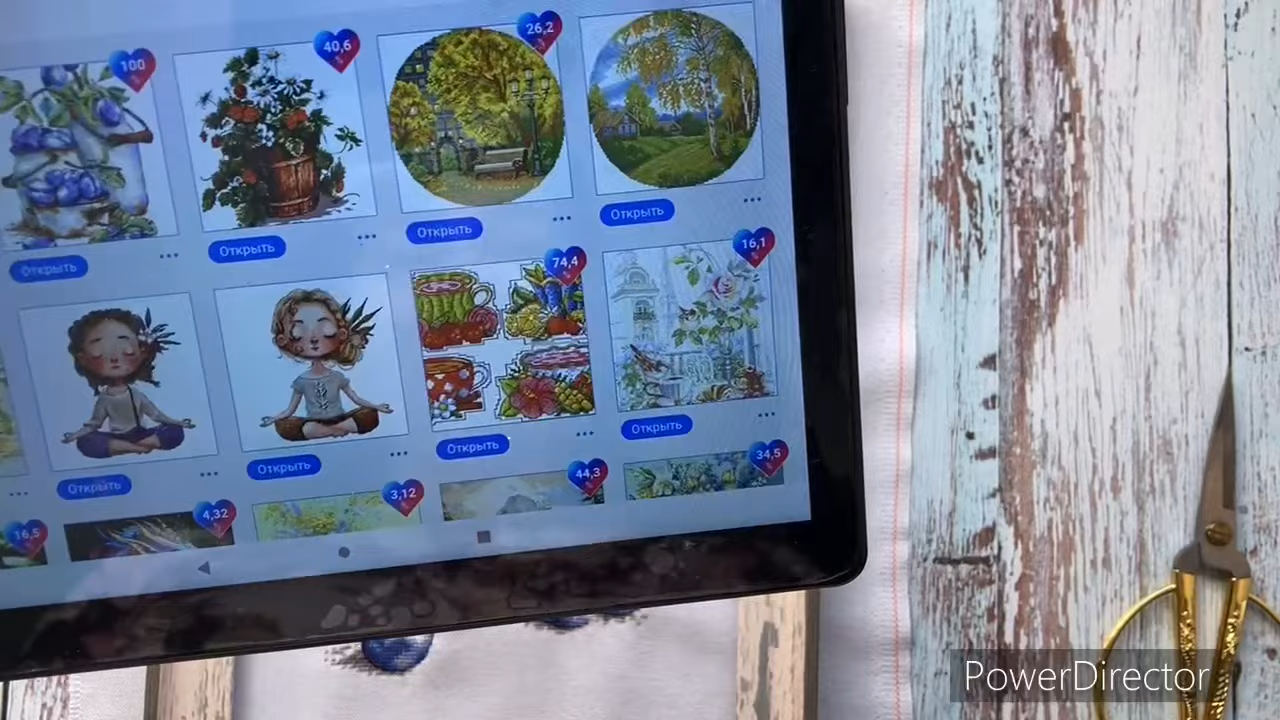 100
40,6
%
26,2
%
Открыть
Открыть
Открыть
Открыть
74,4
%
16,1
%
Открыть
Открыть
Открыть
Открыть
16,5
%
4,32
%
3,12
%
44,3
%
34,5
%
PowerDirector